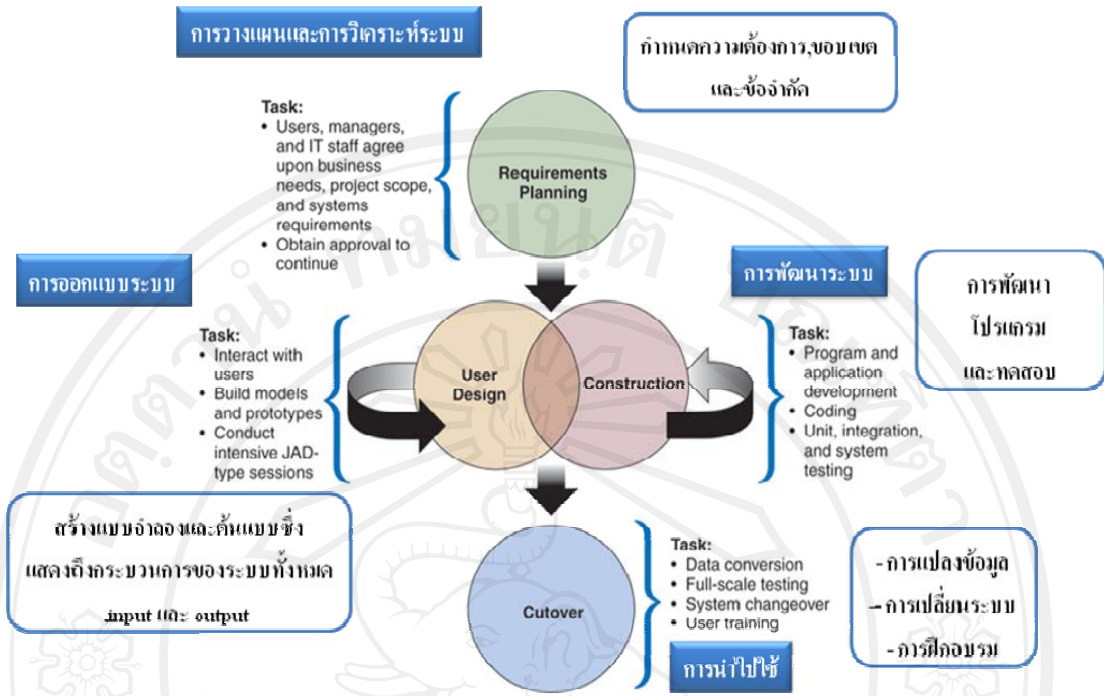 การวางแผนและการวิเคราะห์ระบบ
กำหนดความต้องการ,ขอบเขต
และข้อจำกัด
Task:
• Users, managers,
and IT staff agree
upon business
needs, project scope,
and systems
requirements
• Obtain approval to
continue
Requirements
Planning
การออกแบบระบบ
Task:
• Interact with
users
• Build models
and prototypes
• Conduct
intensive JAD-
type sessions
User
Design
Construction
การพัฒนาระบบ
Task:
• Program and
application
development
• Coding
• Unit, integration,
and system
testing
การพัฒนา
โปรแกรม
และทดสอบ
สร้างแบบจำลองและต้นแบบซึ่ง
แสดงถึงกระบวนการของระบบทั้งหมด
,input และ output
Cutover
Task:
• Data conversion
• Full-scale testing
• System changeover
• User training
การนำไปใช้
- การแปลงข้อมูล
– การเปลี่ยนระบบ
- การฝึกอบรม